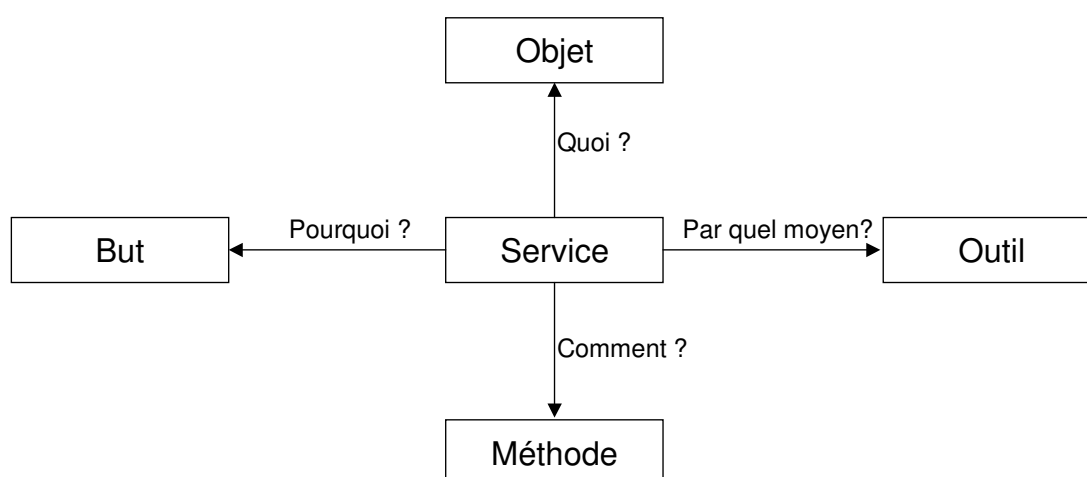 Objet
Quoi ?
But
Pourquoi ?
Service
Par quel moyen?
Outil
Comment ?
Méthode